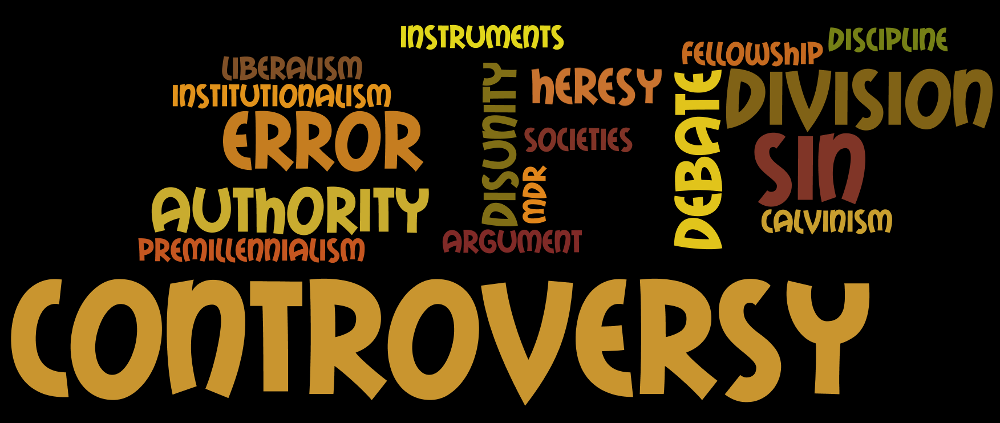 INSTRUMENTS
DISCIPLINE
FELLOWSHIP
LIBERALISM
INSTITUTIONALISM
DISUNITY
HERESY
DEBATE
DIVISION
ERROR
SOCIETIES
SIN
MDR
AUTHORITY
CALVINISM
PREMILLENNIALISM
ARGUMENT
CONTROVERSY